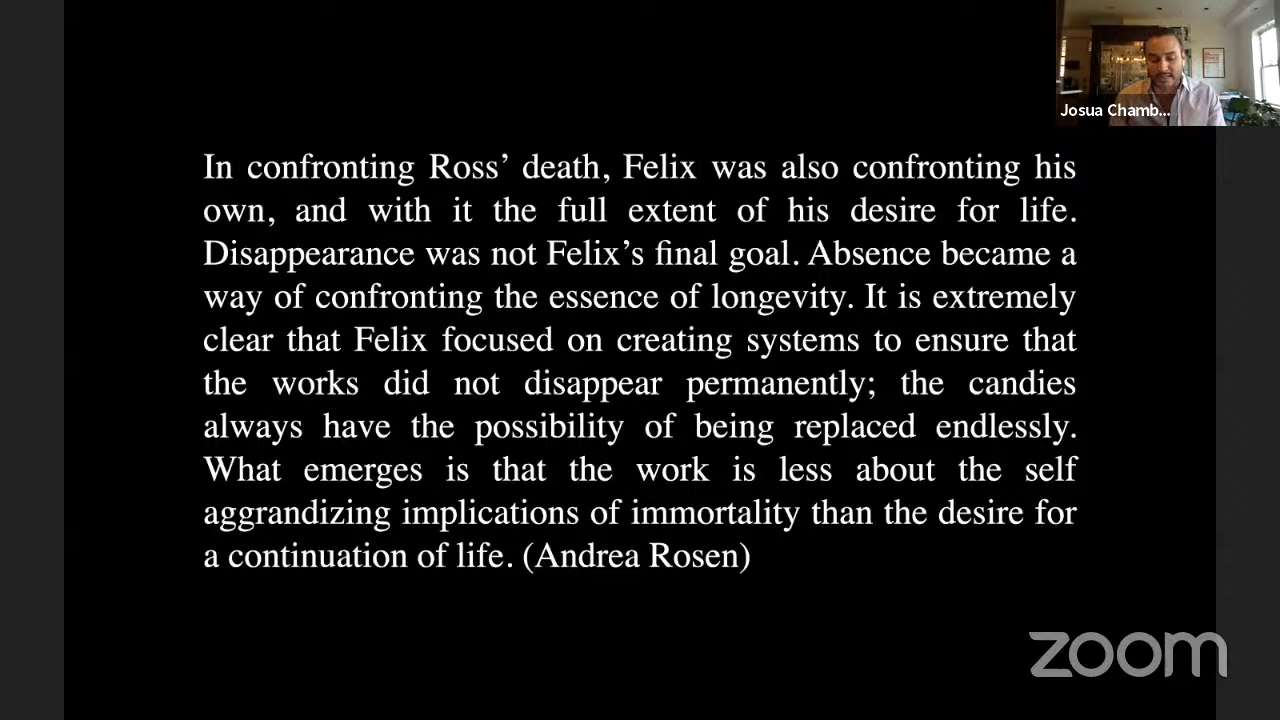 Josua Chamb...
In confronting Ross’ death, Felix was also confronting his
own, and with it the full extent of his desire for life.
Disappearance was not Felix’s final goal. Absence became a
way of confronting the essence of longevity. It is extremely
clear that Felix focused on creating systems to ensure that
the works did not disappear permanently; the candies
always have the possibility of being replaced endlessly.
What emerges is that the work is less about the self
aggrandizing implications of immortality than the desire for
a continuation of life. (Andrea Rosen)
zoom